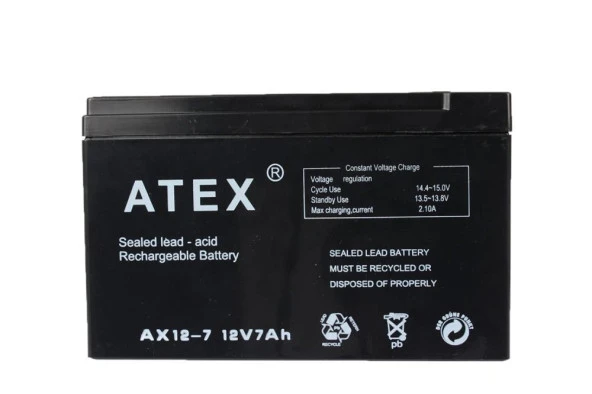 ATEX ®
Sealed lead - acid
Rechargeable Battery
AX12-7 12V7Ah
Constant Voltage Charge
Voltage regulation
Cycle Use 14.4~15.0V
Standby Use 13.5~13.8V
Max charging,current 2.10A
SEALED LEAD BATTERY
MUST BE RECYCLED OR
DISPOSED OF PROPERLY
RECYCLE
pb